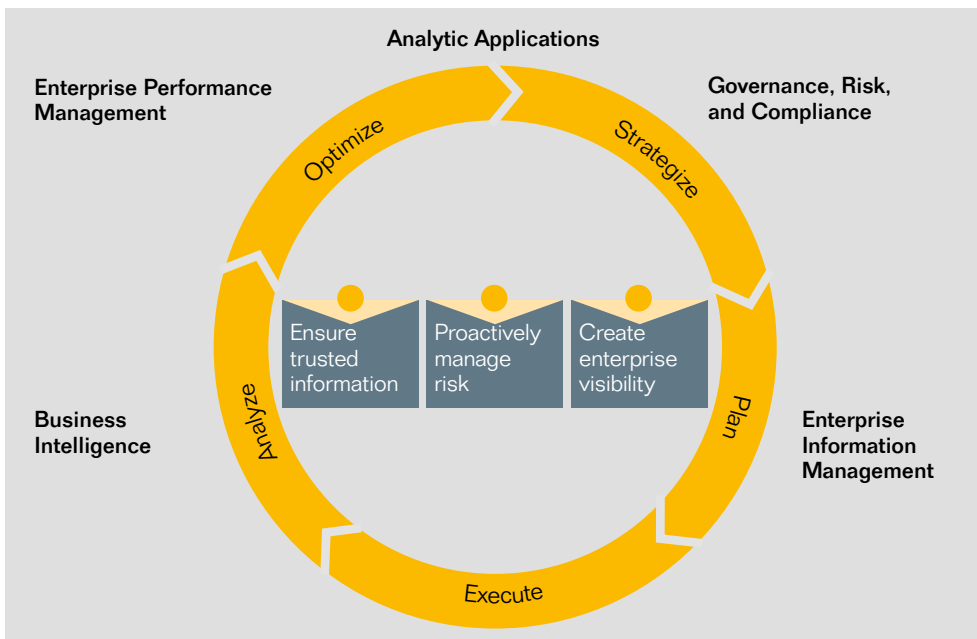 Analytic Applications
Enterprise Performance
Management
Governance, Risk,
and Compliance
Optimize
Strategize
Ensure
trusted
information
Proactively
manage
risk
Create
enterprise
visibility
Business
Intelligence
Analyze
Plan
Enterprise
Information
Management
Execute